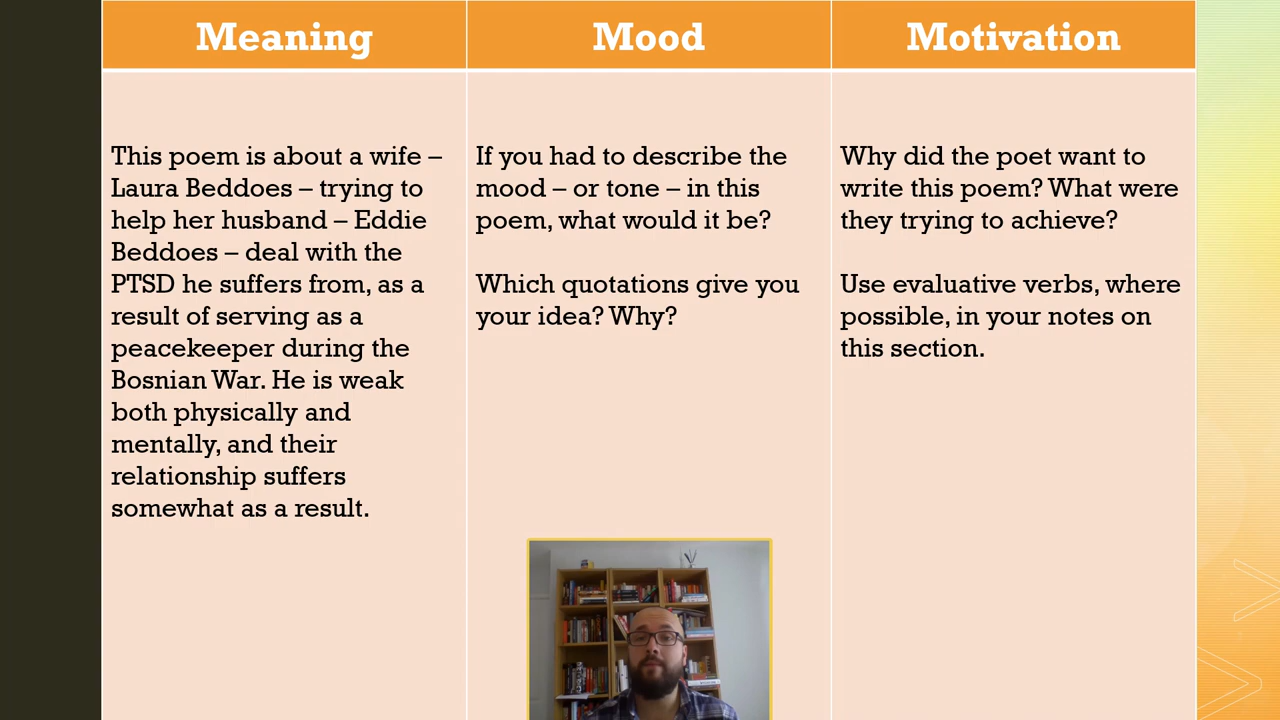 Meaning
Mood
Motivation
This poem is about a wife –
Laura Beddoes – trying to
help her husband – Eddie
Beddoes – deal with the
PTSD he suffers from, as a
result of serving as a
peacekeeper during the
Bosnian War. He is weak
both physically and
mentally, and their
relationship suffers
somewhat as a result.
If you had to describe the
mood – or tone – in this
poem, what would it be?
Which quotations give you
your idea? Why?
Why did the poet want to
write this poem? What were
they trying to achieve?
Use evaluative verbs, where
possible, in your notes on
this section.